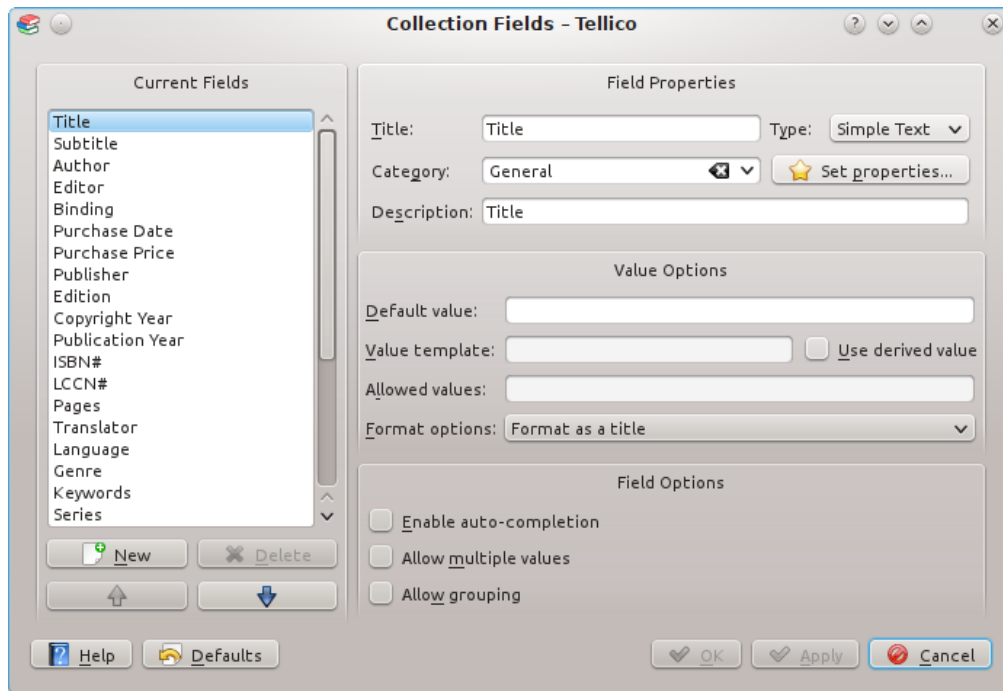 Collection Fields – Tellico
Current Fields
Title
Subtitle
Author
Editor
Binding
Purchase Date
Purchase Price
Publisher
Edition
Copyright Year
Publication Year
ISBN#
LCCN#
Pages
Translator
Language
Genre
Keywords
Series
New
Delete
Field Properties
Title: Title Type: Simple Text
Category: General Set properties...
Description: Title
Value Options
Default value:
Value template: Use derived value
Allowed values:
Format options: Format as a title
Field Options
Enable auto-completion
Allow multiple values
Allow grouping
Help Defaults OK Apply Cancel